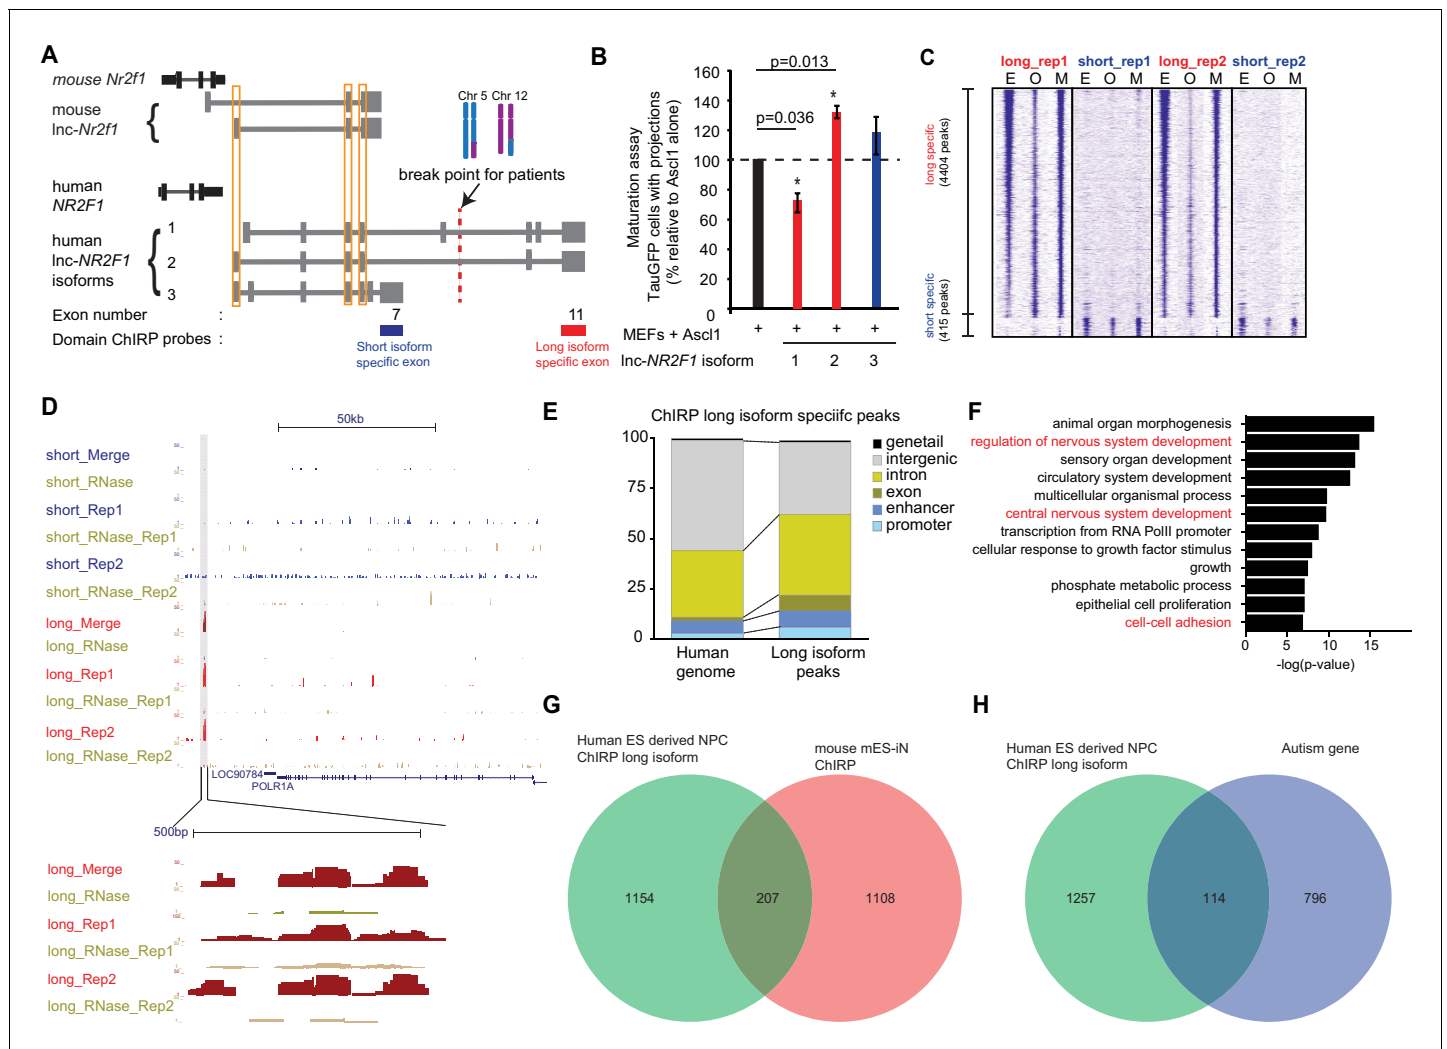 A
mouse Nr2f1
mouse
lnc-Nr2f1
{
human
NR2F1
human
lnc-NR2F1
isoforms
{
1
2
3
Chr 5 Chr 12
break point for patients
Exon number :
7
11
Domain ChIRP probes :
Short isoform
specific exon
Long isoform
specific exon
B
Maturation assay
TauGFP cells with projections
(% relative to Ascl1 alone)
160
140
120
100
80
60
40
20
0
p=0.013
p=0.036
*
*
MEFs + Ascl1
+ + + +
lnc-NR2F1 isoform
1 2 3
C
long_rep1 short_rep1 long_rep2 short_rep2
E O M E O M E O M E O M
long specifc
(4404 peaks)
short specifc
(415 peaks)
D
50kb
short_Merge
short_RNase
short_Rep1
short_RNase_Rep1
short_Rep2
short_RNase_Rep2
long_Merge
long_RNase
long_Rep1
long_RNase_Rep1
long_Rep2
long_RNase_Rep2
LOC90784
POLR1A
500bp
long_Merge
long_RNase
long_Rep1
long_RNase_Rep1
long_Rep2
long_RNase_Rep2
E
ChIRP long isoform speciifc peaks
100
75
50
25
0
Human
genome
Long isoform
peaks
genetail
intergenic
intron
exon
enhancer
promoter
F
animal organ morphogenesis
regulation of nervous system development
sensory organ development
circulatory system development
multicellular organismal process
central nervous system development
transcription from RNA PolII promoter
cellular response to growth factor stimulus
growth
phosphate metabolic process
epithelial cell proliferation
cell-cell adhesion
0 5 10 15
-log(p-value)
G
Human ES derived NPC
ChIRP long isoform
mouse mES-iN
ChIRP
1154
207
1108
H
Human ES derived NPC
ChIRP long isoform
Autism gene
1257
114
796